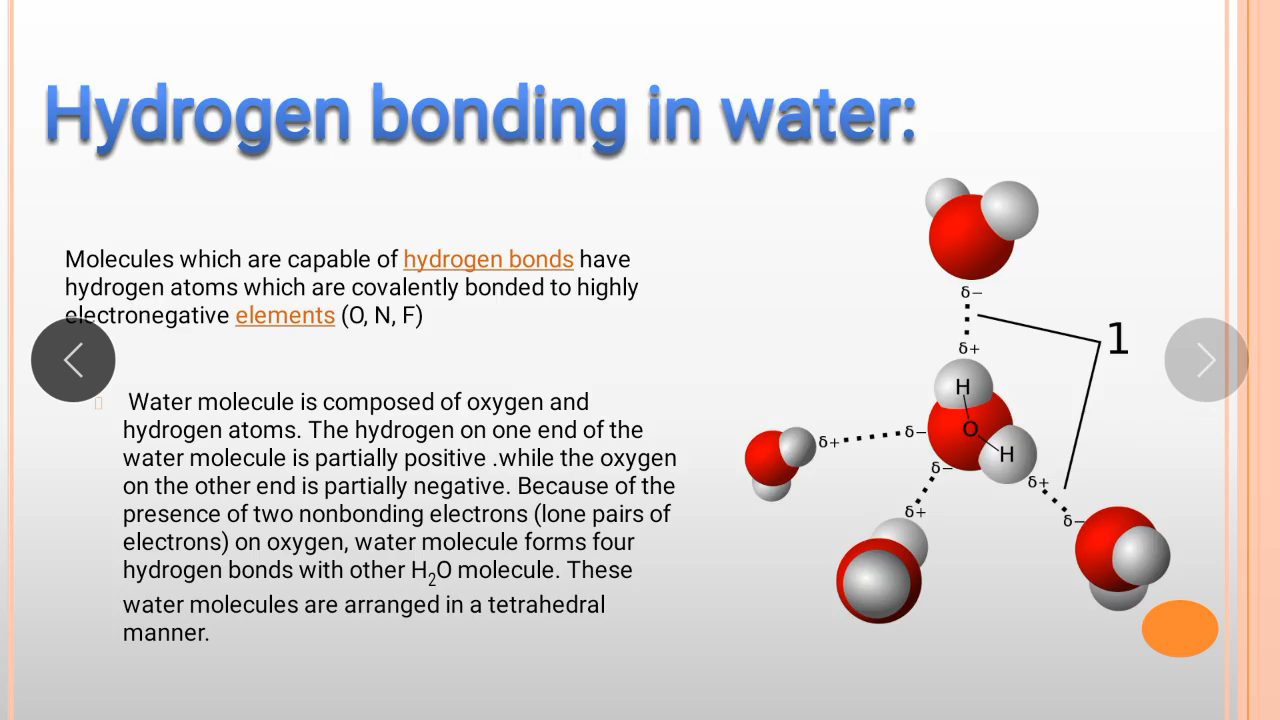 Hydrogen bonding in water:
Molecules which are capable of hydrogen bonds have
hydrogen atoms which are covalently bonded to highly
electronegative elements (O, N, F)
Water molecule is composed of oxygen and
hydrogen atoms. The hydrogen on one end of the
water molecule is partially positive .while the oxygen
on the other end is partially negative. Because of the
presence of two nonbonding electrons (lone pairs of
electrons) on oxygen, water molecule forms four
hydrogen bonds with other H₂O molecule. These
water molecules are arranged in a tetrahedral
manner.
δ−
1
δ+
H
δ+
δ−
O
H
δ−
δ+
δ+
δ−